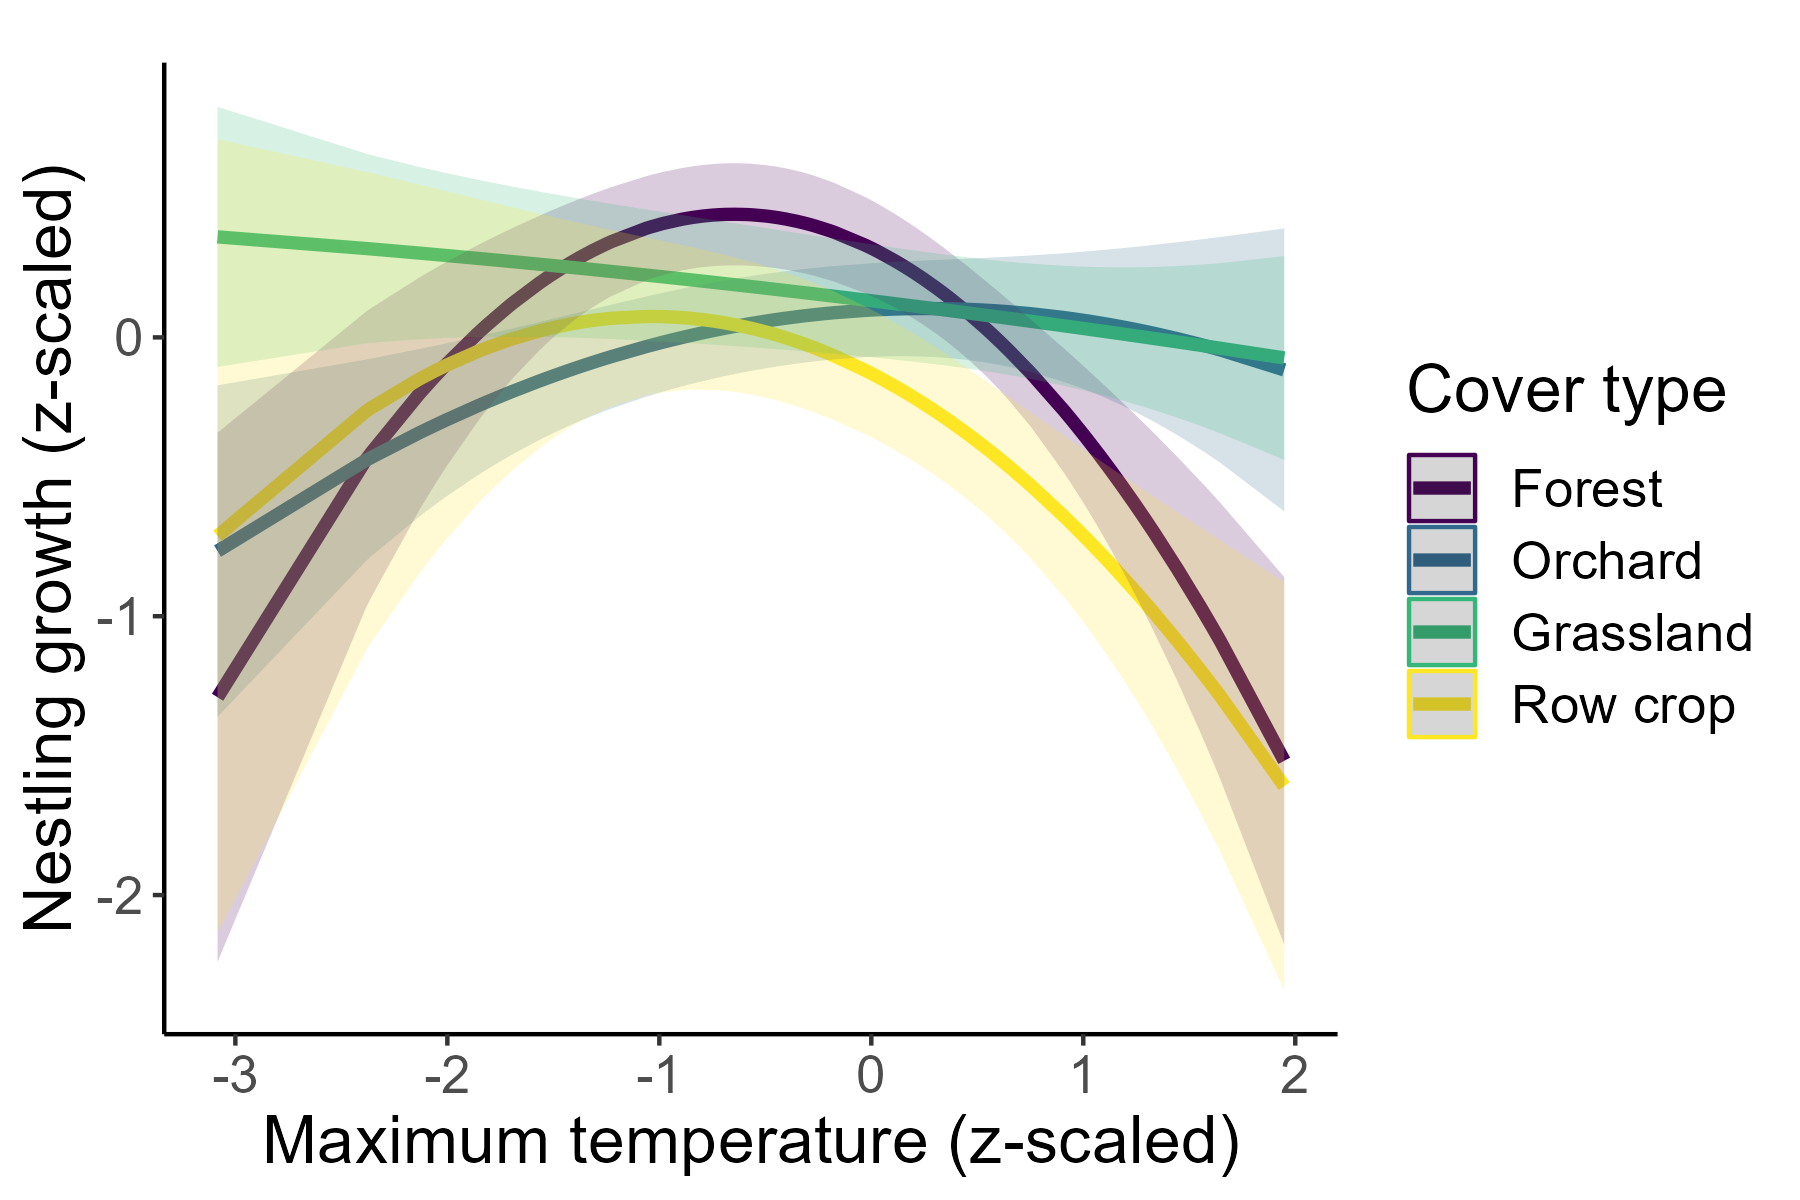 Nestling growth (z-scaled)
0
-1
-2
-3 -2 -1 0 1 2
Maximum temperature (z-scaled)
Cover type
Forest
Orchard
Grassland
Row crop